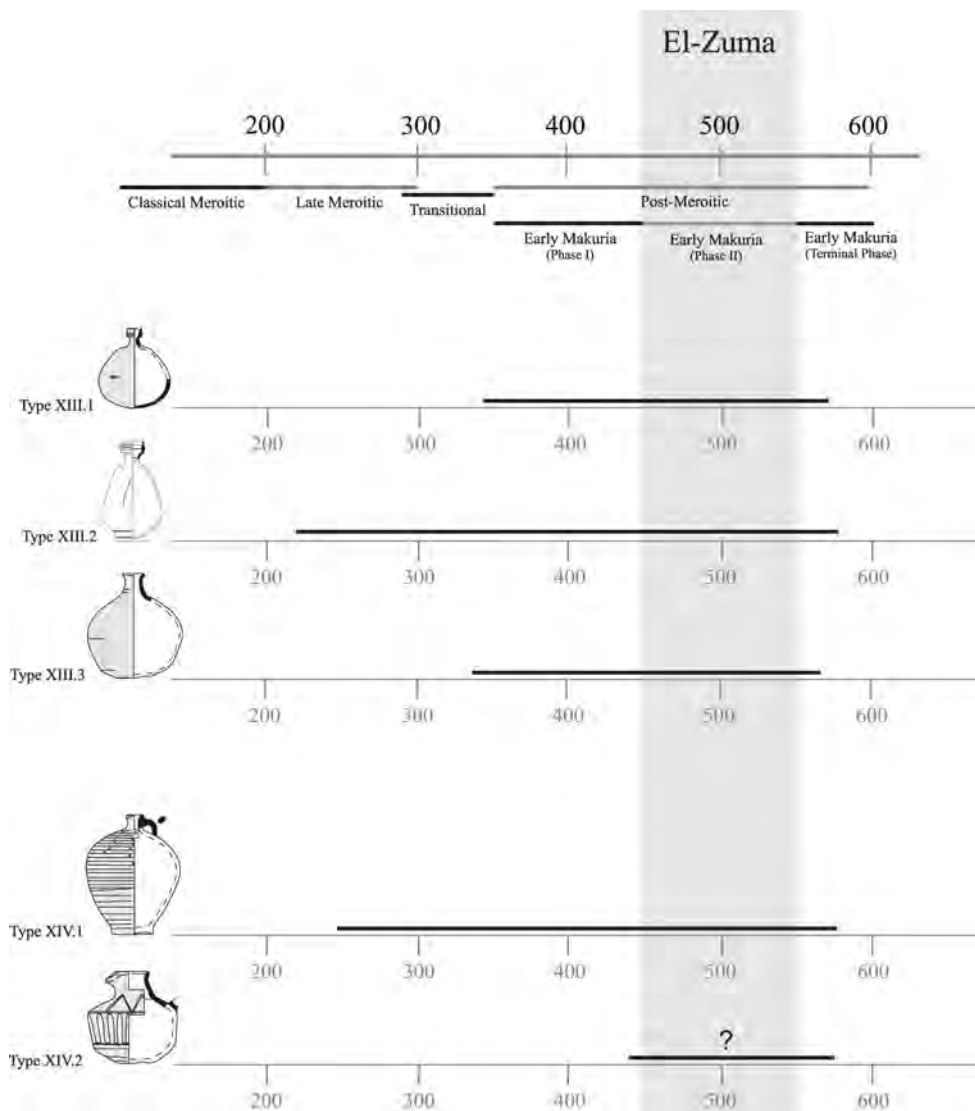 El-Zuma
200 300 400 500 600
Classical Meroitic Late Meroitic Transitional Post-Meroitic
Early Makuria Early Makuria Early Makuria
(Phase I) (Phase II) (Terminal Phase)
Type XIII.1
200 300 400 500 600
Type XIII.2
200 300 400 500 600
Type XIII.3
200 300 400 500 600
Type XIV.1
200 300 400 500 600
?
Type XIV.2
200 300 400 500 600